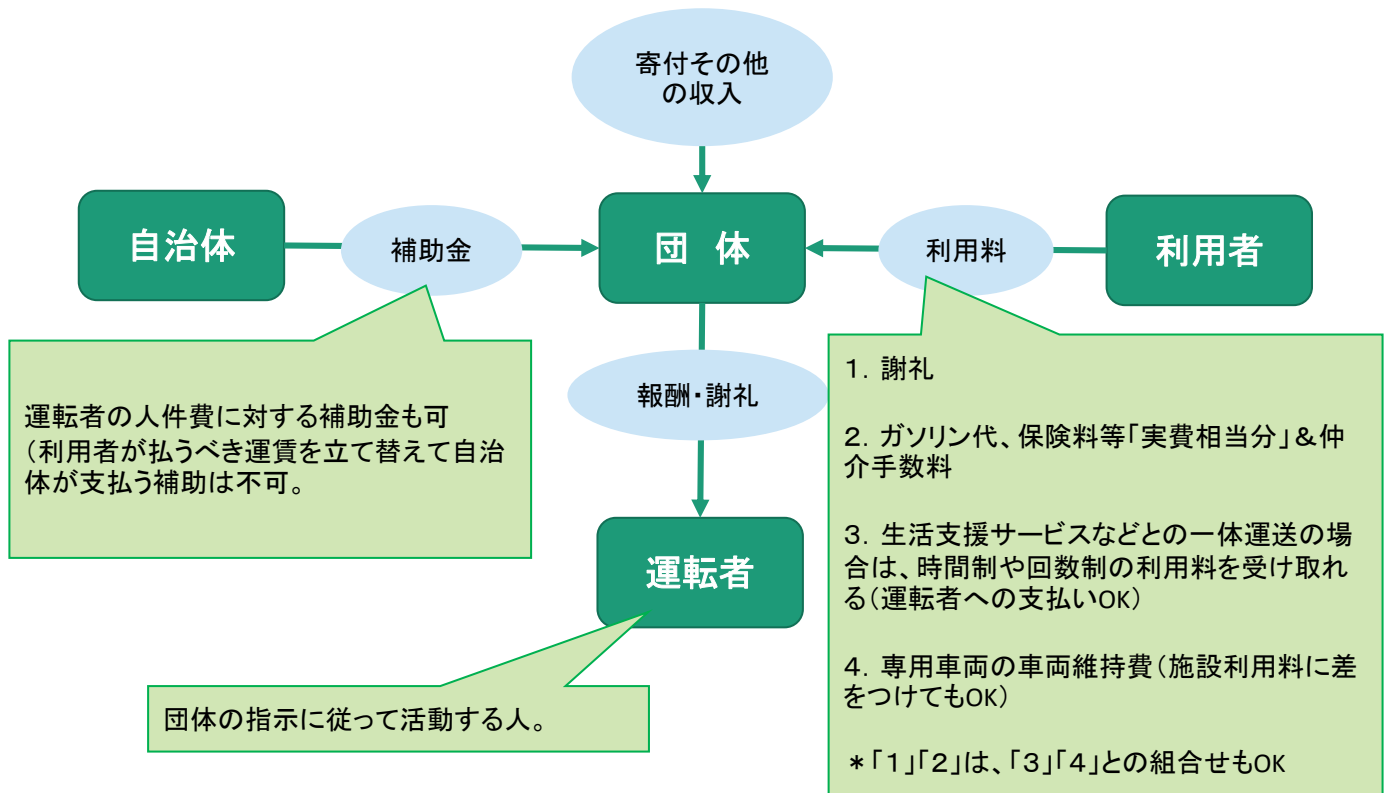 寄付その他
の収入
自治体
補助金
団　体
利用料
利用者
運転者の人件費に対する補助金も可
（利用者が払うべき運賃を立て替えて自治
体が支払う補助は不可。
報酬・謝礼
運転者
団体の指示に従って活動する人。
１．謝礼
２．ガソリン代、保険料等「実費相当分」＆仲
介手数料
３．生活支援サービスなどとの一体運送の場
合は、時間制や回数制の利用料を受け取れ
る（運転者への支払いOK）
４．専用車両の車両維持費（施設利用料に差
をつけてもOK）
＊「１」「２」は、「３」「４」との組合せもOK